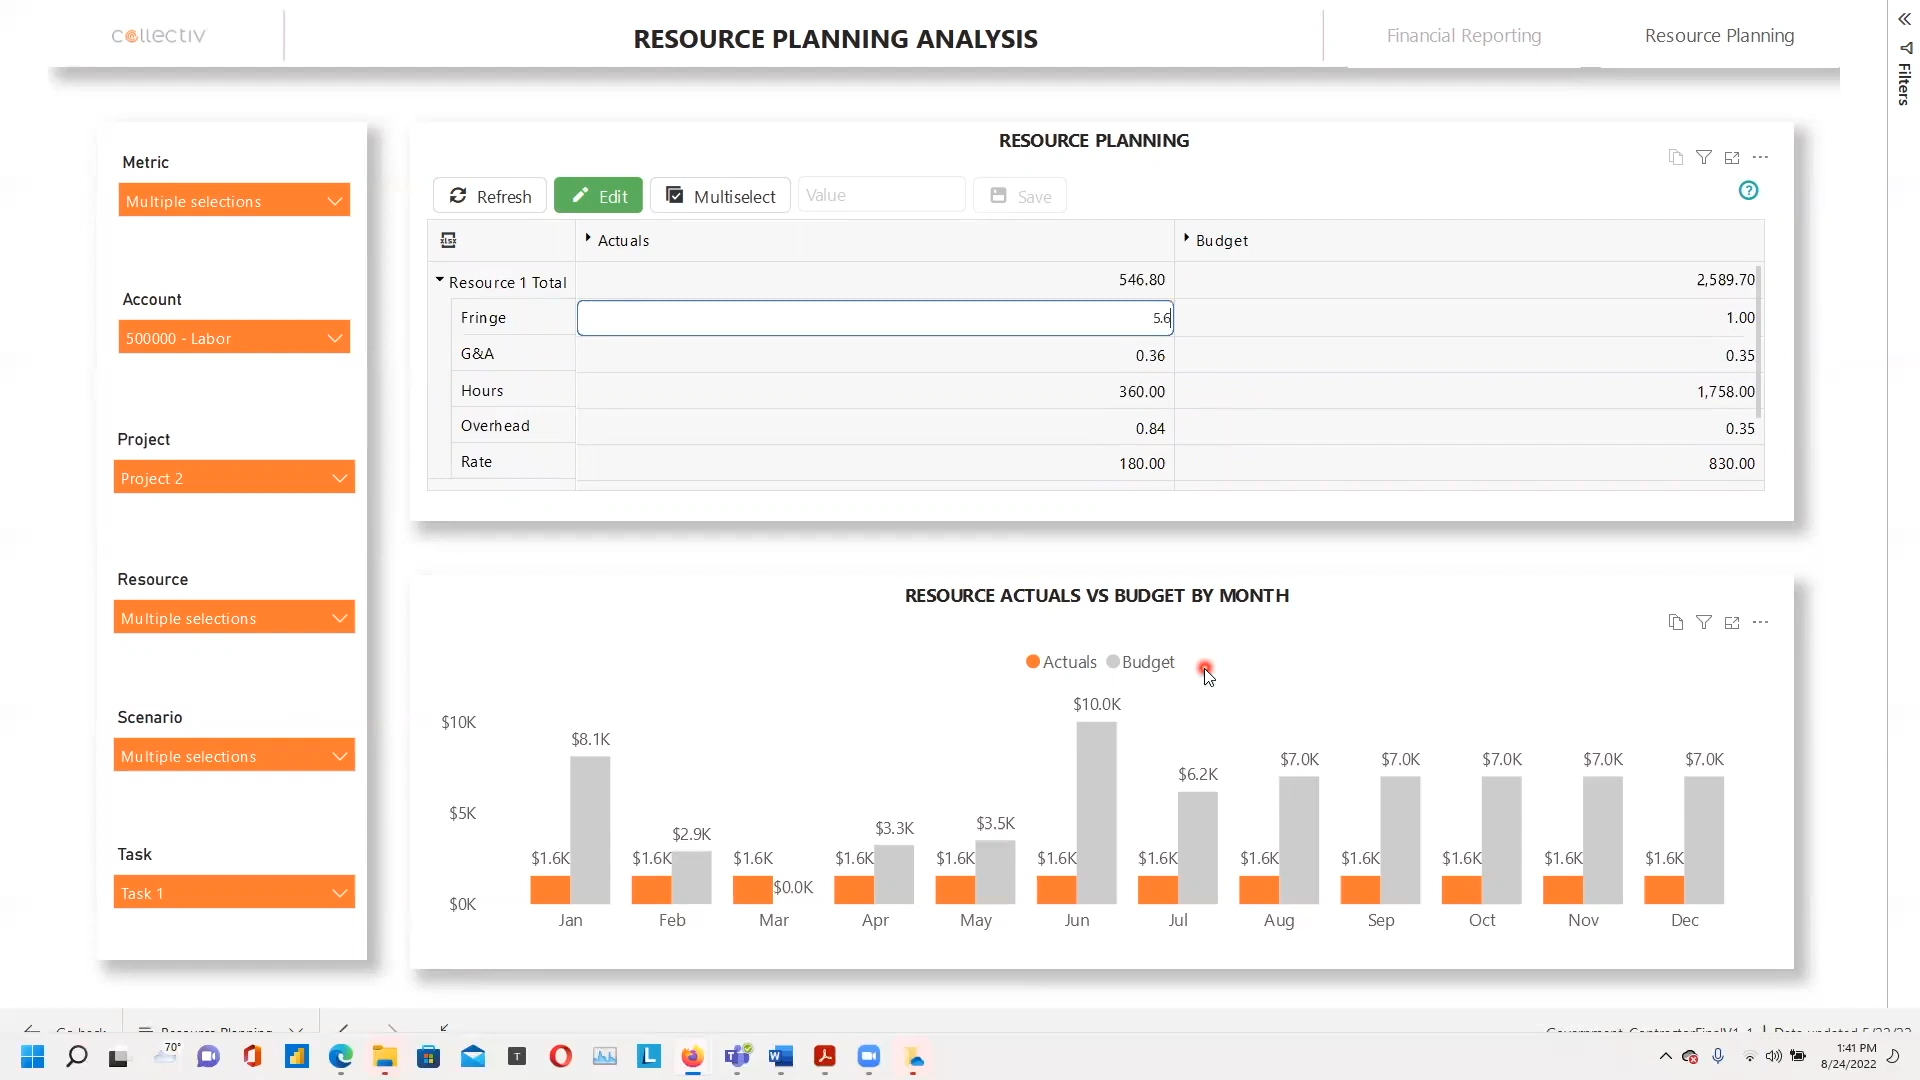 collectiv
RESOURCE PLANNING ANALYSIS
Financial Reporting
Resource Planning
Filters
Metric
Multiple selections
Account
500000 - Labor
Project
Project 2
Resource
Multiple selections
Scenario
Multiple selections
Task
Task 1
RESOURCE PLANNING
Refresh Edit Multiselect Value Save
?
xlsx Actuals Budget
Resource 1 Total 546.80 2,589.70
Fringe 5.6 1.00
G&A 0.36 0.35
Hours 360.00 1,758.00
Overhead 0.84 0.35
Rate 180.00 830.00
RESOURCE ACTUALS VS BUDGET BY MONTH
Actuals Budget
$10K
$5K
$0K
$1.6K $8.1K
$1.6K $2.9K
$1.6K $0.0K
$1.6K $3.3K
$1.6K $3.5K
$1.6K $10.0K
$1.6K $6.2K
$1.6K $7.0K
$1.6K $7.0K
$1.6K $7.0K
$1.6K $7.0K
$1.6K $7.0K
Jan Feb Mar Apr May Jun Jul Aug Sep Oct Nov Dec
Go back Resource Planning
70°
T
L
1:41 PM
8/24/2022